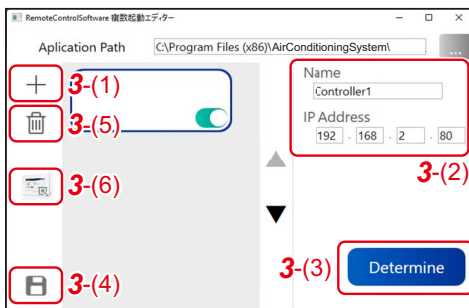 RemoteControlSoftware 複数起動エディター
Aplication Path C:\Program Files (x86)\AirConditioningSystem\ ...
3-(1)
3-(5)
3-(6)
3-(4)
Name
Controller1
IP Address
192 . 168 . 2 . 80
3-(2)
3-(3) Determine